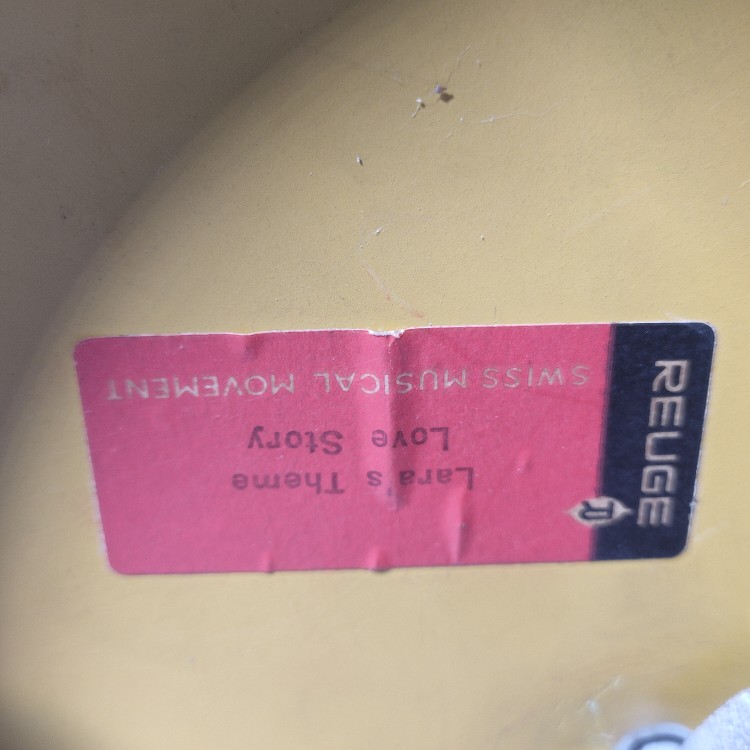 REUGE
Lara's Theme
Love Story
SWISS MUSICAL MOVEMENT